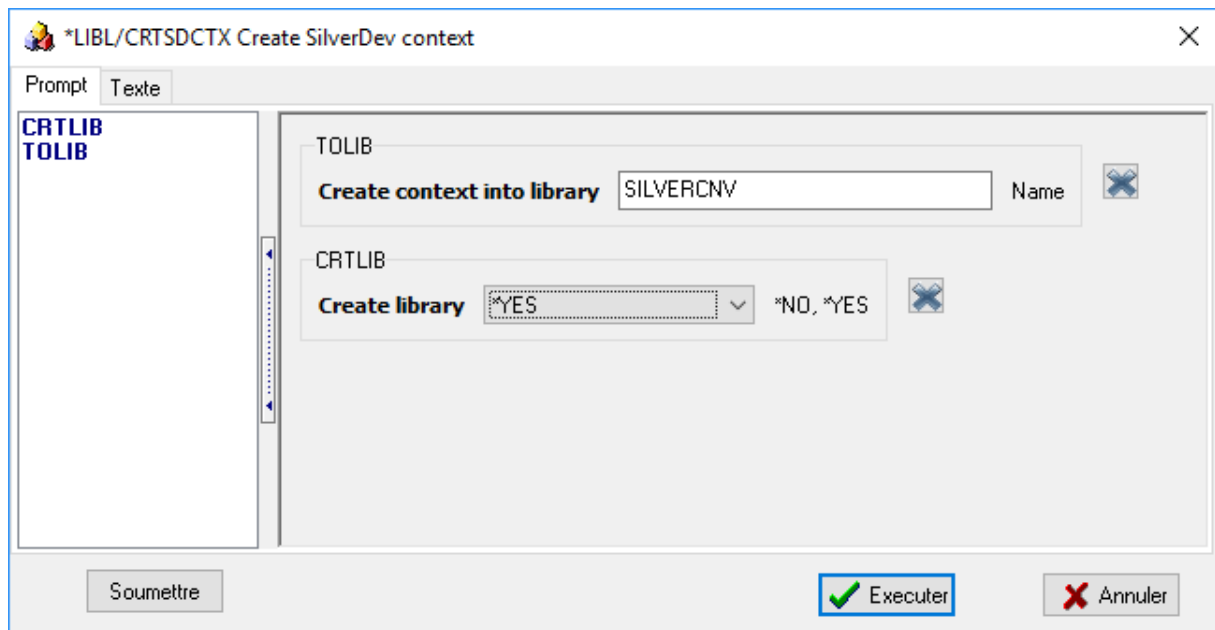 *LIBL/CRTSDCTX Create SilverDev context
Prompt Texte
CRTLIB
TOLIB
TOLIB
Create context into library SILVERCNV Name
CRTLIB
Create library *YES *NO, *YES
Soumettre Executer Annuler